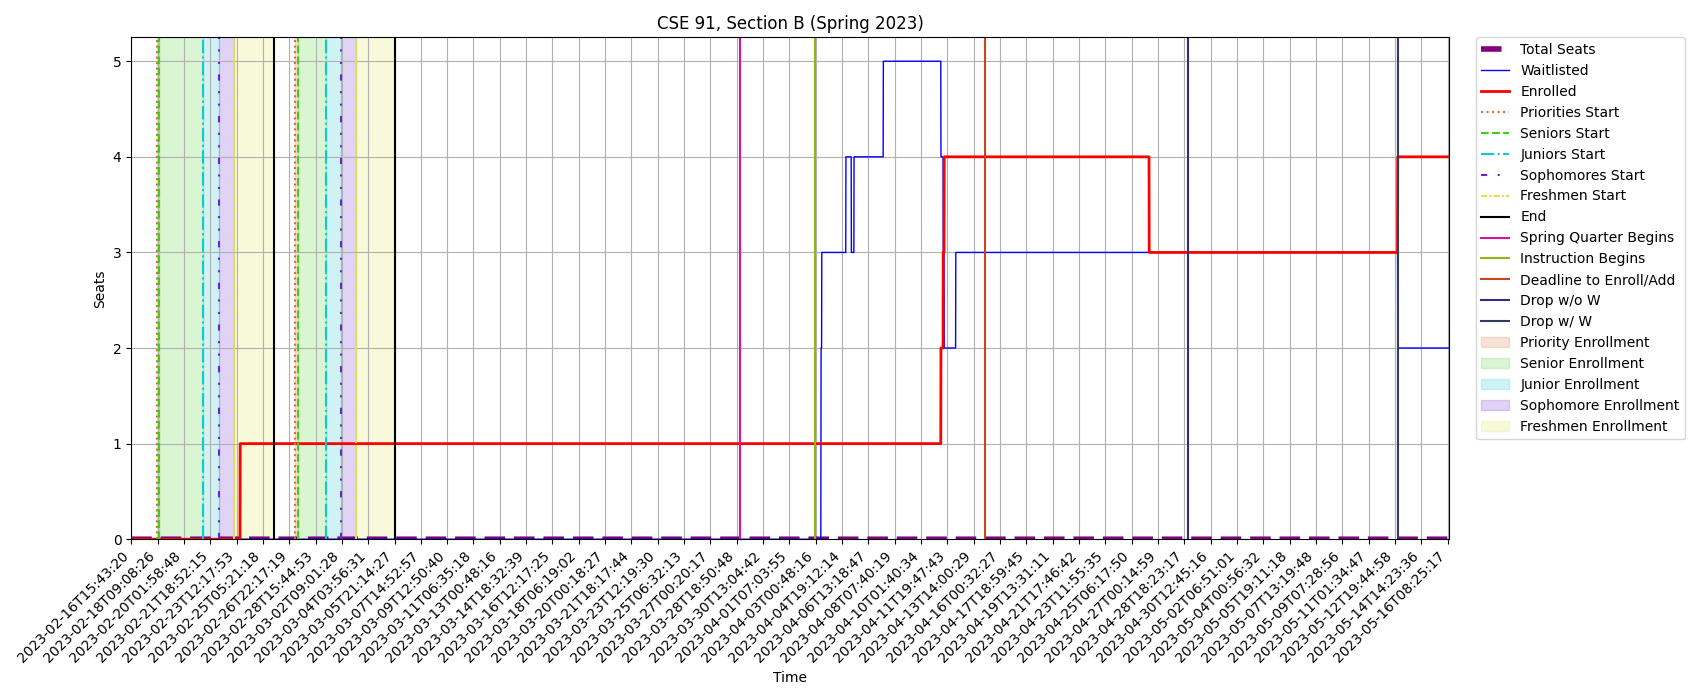 CSE 91, Section B (Spring 2023)
Seats
5
4
3
2
1
0
2023-02-16T15:43:20
2023-02-18T09:08:26
2023-02-20T01:58:48
2023-02-21T18:52:15
2023-02-23T12:17:53
2023-02-25T05:21:18
2023-02-26T22:17:19
2023-02-28T15:44:53
2023-03-02T09:01:28
2023-03-04T03:56:31
2023-03-05T21:14:27
2023-03-07T14:52:57
2023-03-09T12:50:40
2023-03-11T06:35:18
2023-03-13T00:48:16
2023-03-14T18:32:39
2023-03-16T12:17:25
2023-03-18T06:19:02
2023-03-20T00:18:27
2023-03-21T18:17:44
2023-03-23T12:19:30
2023-03-25T06:32:13
2023-03-27T00:20:17
2023-03-28T18:50:48
2023-03-30T13:04:42
2023-04-01T07:03:55
2023-04-03T00:48:16
2023-04-04T19:12:14
2023-04-06T13:18:47
2023-04-08T07:40:19
2023-04-10T01:40:34
2023-04-11T19:47:43
2023-04-13T14:00:29
2023-04-16T00:32:27
2023-04-17T18:59:45
2023-04-19T13:31:11
2023-04-21T17:46:42
2023-04-23T11:55:35
2023-04-25T06:17:50
2023-04-27T00:14:59
2023-04-28T18:23:17
2023-04-30T12:45:16
2023-05-02T06:51:01
2023-05-04T00:56:32
2023-05-05T19:11:18
2023-05-07T13:19:48
2023-05-09T07:28:56
2023-05-11T01:34:47
2023-05-12T19:44:58
2023-05-14T14:23:36
2023-05-16T08:25:17
Time
Total Seats
Waitlisted
Enrolled
Priorities Start
Seniors Start
Juniors Start
Sophomores Start
Freshmen Start
End
Spring Quarter Begins
Instruction Begins
Deadline to Enroll/Add
Drop w/o W
Drop w/ W
Priority Enrollment
Senior Enrollment
Junior Enrollment
Sophomore Enrollment
Freshmen Enrollment